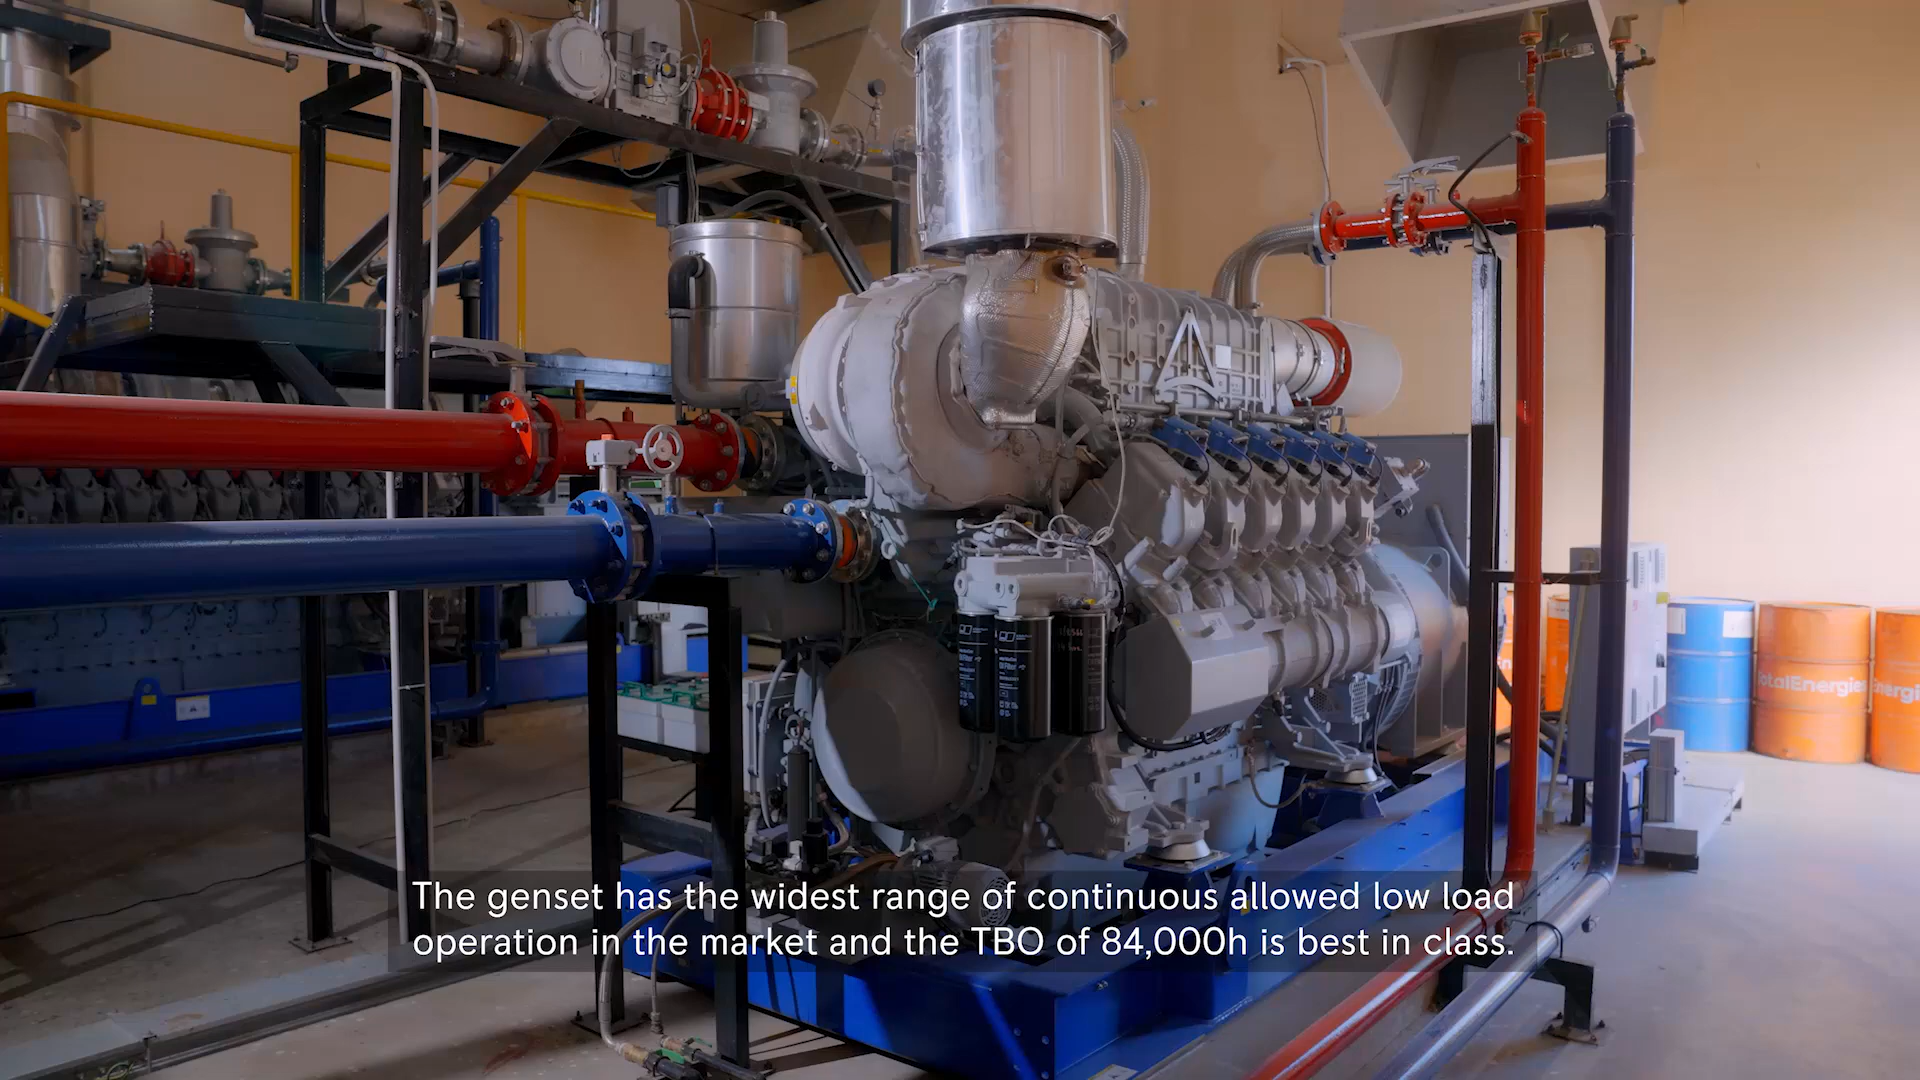 TotalEnergies
Energi
The genset has the widest range of continuous allowed low load
operation in the market and the TBO of 84,000h is best in class.